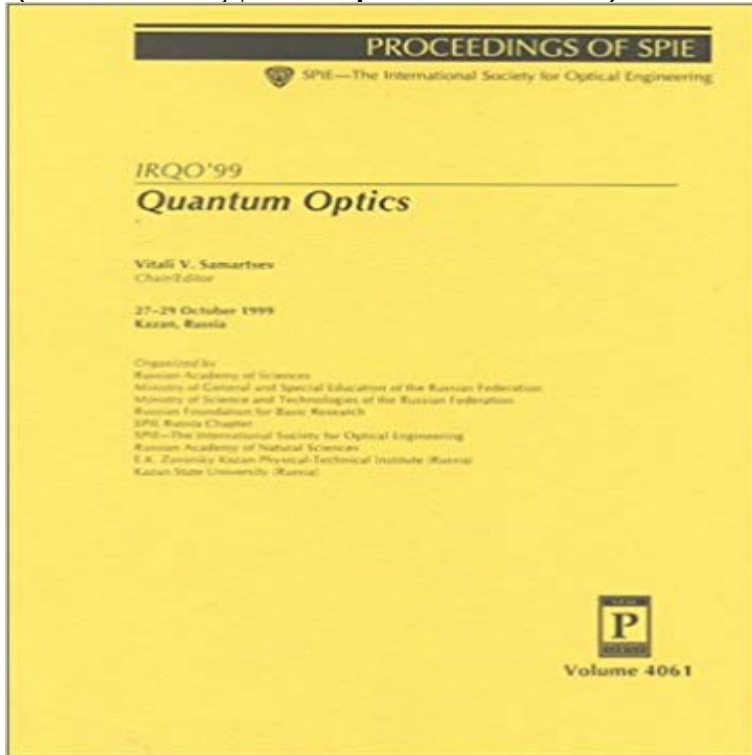 PROCEEDINGS OF SPIE
SPIE—The International Society for Optical Engineering
IRQO'99
Quantum Optics
Vitali V. Samartsev
Chair/Editor
27–29 October 1999
Kazan, Russia
Organized by
Russian Academy of Sciences
Ministry of General and Special Education of the Russian Federation
Ministry of Science and Technologies of the Russian Federation
Russian Foundation for Basic Research
SPIE Russia Chapter
SPIE—The International Society for Optical Engineering
Russian Academy of Natural Sciences
E.K. Zavoisky Kazan Physical-Technical Institute (Russia)
Kazan State University (Russia)
P
Volume 4061